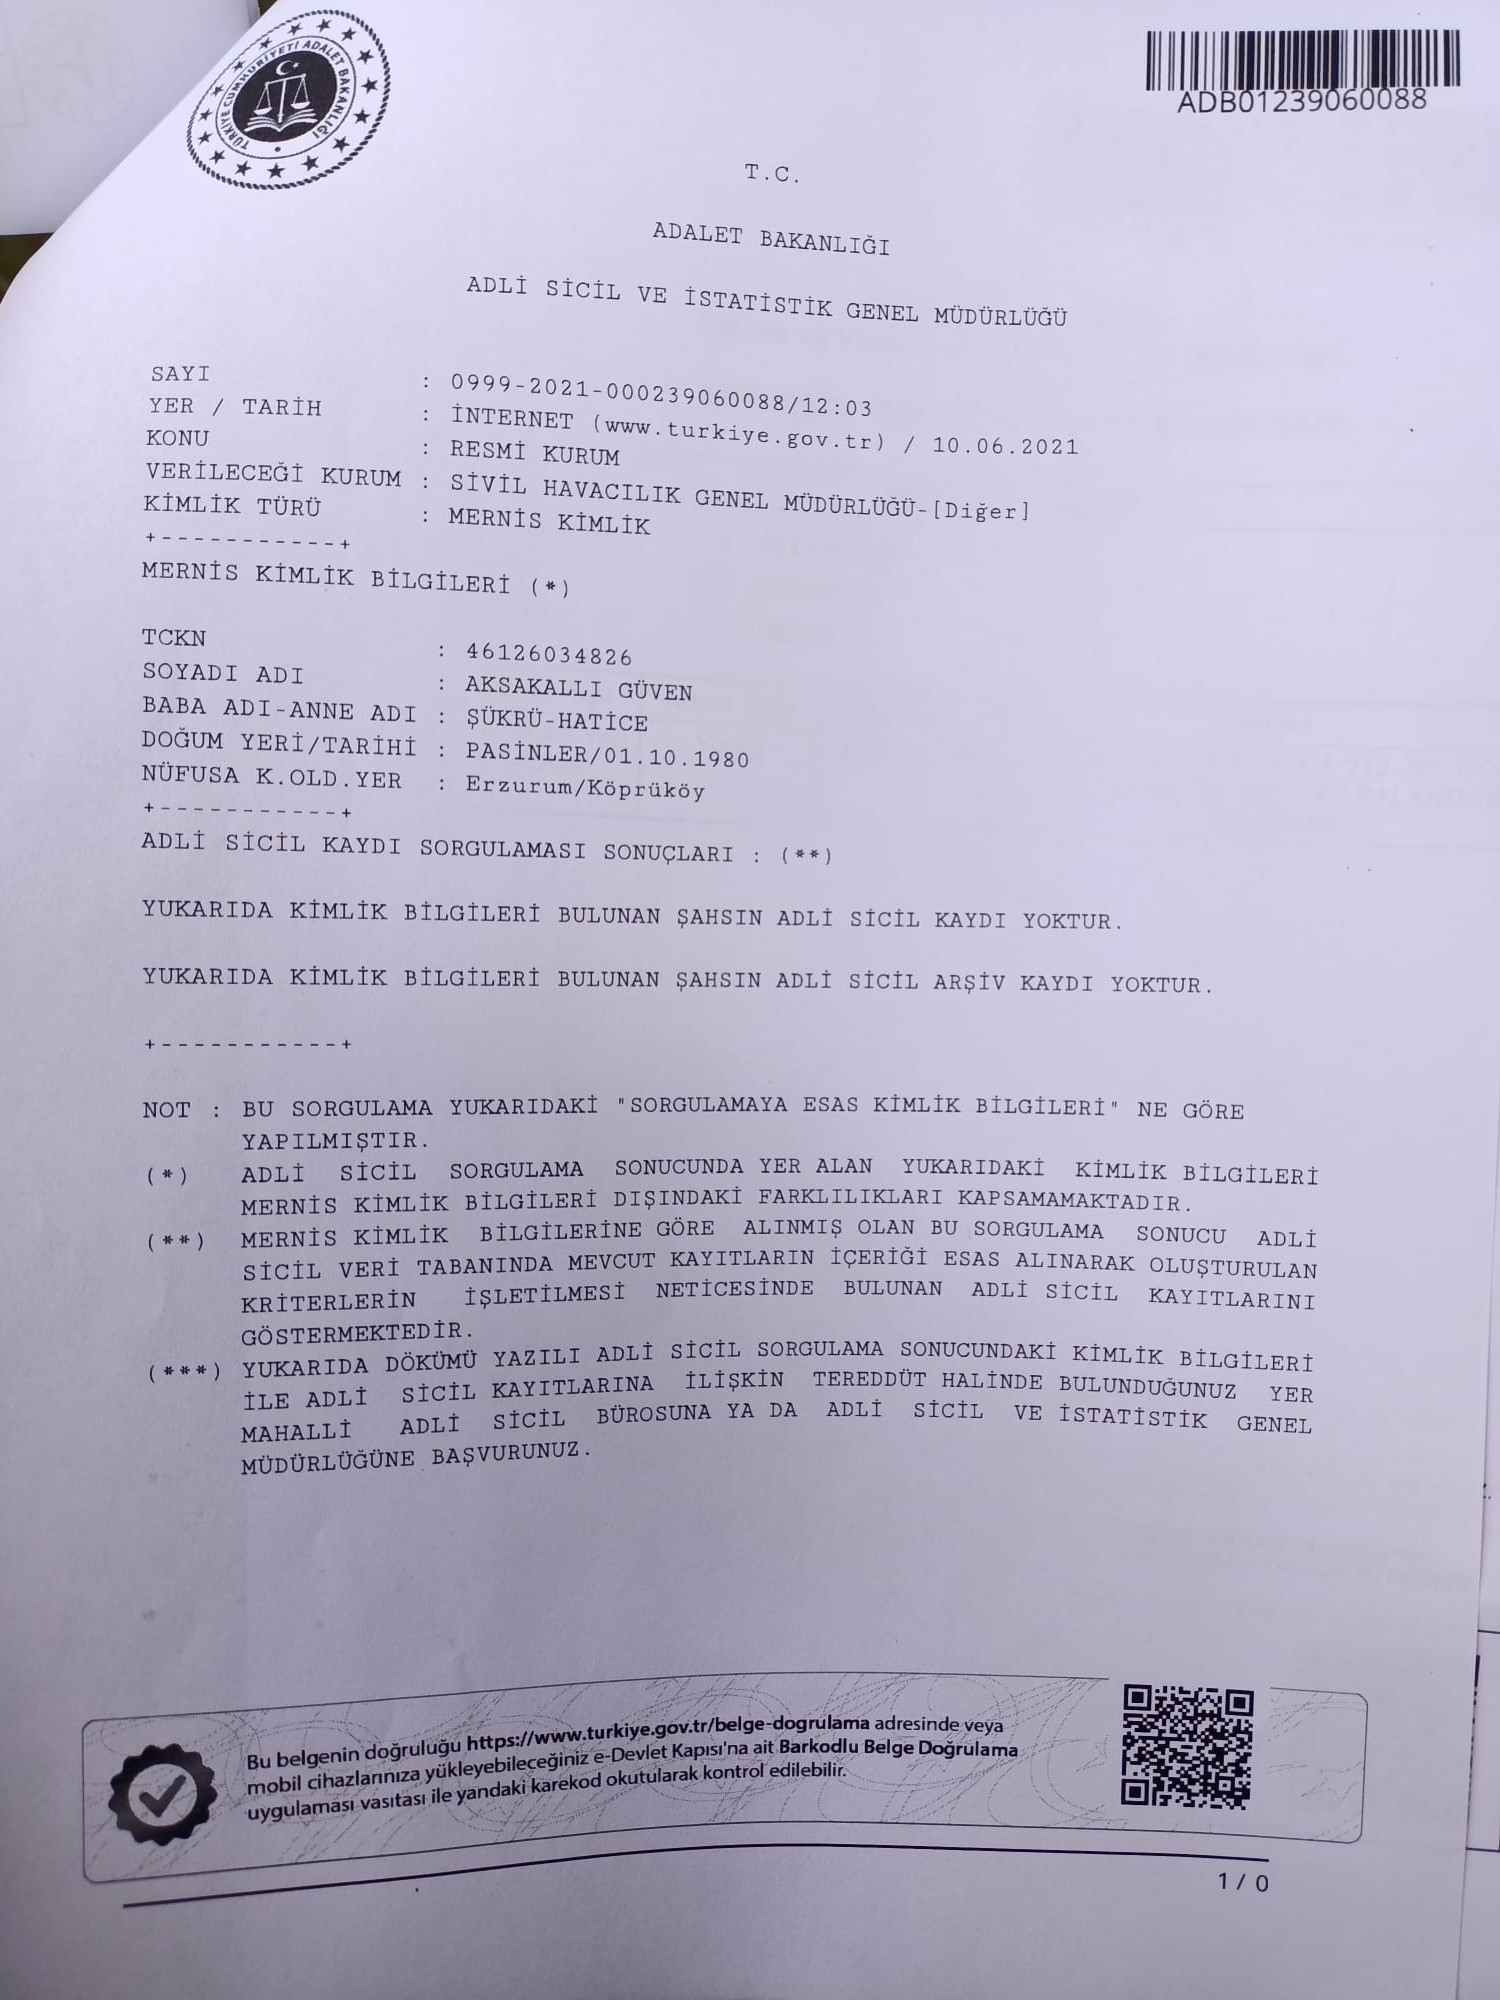 TÜRKİYE CUMHURİYETİ ADALET BAKANLIĞI
ADB01239060088
T.C.
ADALET BAKANLIĞI
ADLİ SİCİL VE İSTATİSTİK GENEL MÜDÜRLÜĞÜ
SAYI : 0999-2021-000239060088/12:03
YER / TARİH : İNTERNET (www.turkiye.gov.tr) / 10.06.2021
KONU : RESMİ KURUM
VERİLECEĞİ KURUM : SİVİL HAVACILIK GENEL MÜDÜRLÜĞÜ-[Diğer]
KİMLİK TÜRÜ : MERNİS KİMLİK
+-----------+
MERNİS KİMLİK BİLGİLERİ (*)
TCKN : 46126034826
SOYADI ADI : AKSAKALLI GÜVEN
BABA ADI-ANNE ADI : ŞÜKRÜ-HATİCE
DOĞUM YERİ/TARİHİ : PASİNLER/01.10.1980
NÜFUSA K.OLD.YER : Erzurum/Köprüköy
+-----------+
ADLİ SİCİL KAYDI SORGULAMASI SONUÇLARI : (**)
YUKARIDA KİMLİK BİLGİLERİ BULUNAN ŞAHSIN ADLİ SİCİL KAYDI YOKTUR.
YUKARIDA KİMLİK BİLGİLERİ BULUNAN ŞAHSIN ADLİ SİCİL ARŞİV KAYDI YOKTUR.
+-----------+
NOT : BU SORGULAMA YUKARIDAKİ "SORGULAMAYA ESAS KİMLİK BİLGİLERİ" NE GÖRE
YAPILMIŞTIR.
(*) ADLİ SİCİL SORGULAMA SONUCUNDA YER ALAN YUKARIDAKİ KİMLİK BİLGİLERİ
MERNİS KİMLİK BİLGİLERİ DIŞINDAKİ FARKLILIKLARI KAPSAMAMAKTADIR.
(**) MERNİS KİMLİK BİLGİLERİNE GÖRE ALINMIŞ OLAN BU SORGULAMA SONUCU ADLİ
SİCİL VERİ TABANINDA MEVCUT KAYITLARIN İÇERİĞİ ESAS ALINARAK OLUŞTURULAN
KRİTERLERİN İŞLETİLMESİ NETİCESİNDE BULUNAN ADLİ SİCİL KAYITLARINI
GÖSTERMEKTEDİR.
(***) YUKARIDA DÖKÜMÜ YAZILI ADLİ SİCİL SORGULAMA SONUCUNDAKİ KİMLİK BİLGİLERİ
İLE ADLİ SİCİL KAYITLARINA İLİŞKİN TEREDDÜT HALİNDE BULUNDUĞUNUZ YER
MAHALLİ ADLİ SİCİL BÜROSUNA YA DA ADLİ SİCİL VE İSTATİSTİK GENEL
MÜDÜRLÜĞÜNE BAŞVURUNUZ.
Bu belgenin doğruluğu https://www.turkiye.gov.tr/belge-dogrulama adresinde veya
mobil cihazlarınıza yükleyebileceğiniz e-Devlet Kapısı'na ait Barkodlu Belge Doğrulama
uygulaması vasıtası ile yandaki karekod okutularak kontrol edilebilir.
1 / 0